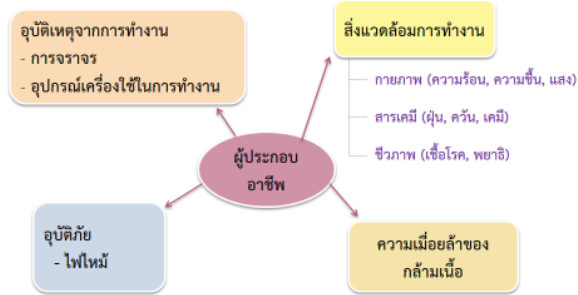 อุบัติเหตุจากการทำงาน
- การจราจร
- อุปกรณ์เครื่องใช้ในการทำงาน
สิ่งแวดล้อมการทำงาน
กายภาพ (ความร้อน, ความชื้น, แสง)
สารเคมี (ฝุ่น, ควัน, เคมี)
ชีวภาพ (เชื้อโรค, พยาธิ)
ผู้ประกอบ
อาชีพ
อุบัติภัย
- ไฟไหม้
ความเมื่อยล้าของ
กล้ามเนื้อ